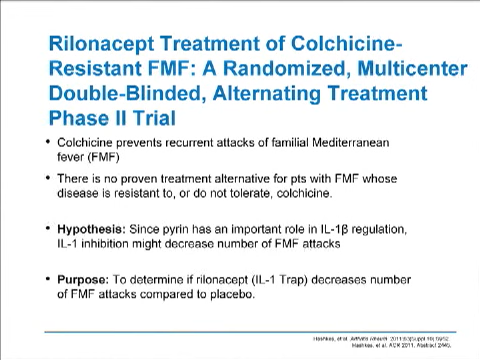 Rilonacept Treatment of Colchicine-
Resistant FMF: A Randomized, Multicenter
Double-Blinded, Alternating Treatment
Phase II Trial
• Colchicine prevents recurrent attacks of familial Mediterranean
fever (FMF)
• There is no proven treatment alternative for pts with FMF whose
disease is resistant to, or do not tolerate, colchicine.
• Hypothesis: Since pyrin has an important role in IL-1β regulation,
IL-1 inhibition might decrease number of FMF attacks
• Purpose: To determine if rilonacept (IL-1 Trap) decreases number
of FMF attacks compared to placebo.
Hashkes, et al. Arthritis Rheum. 2011;63(Suppl 10):
Hashkes, et al. ACR 2011. Abstract